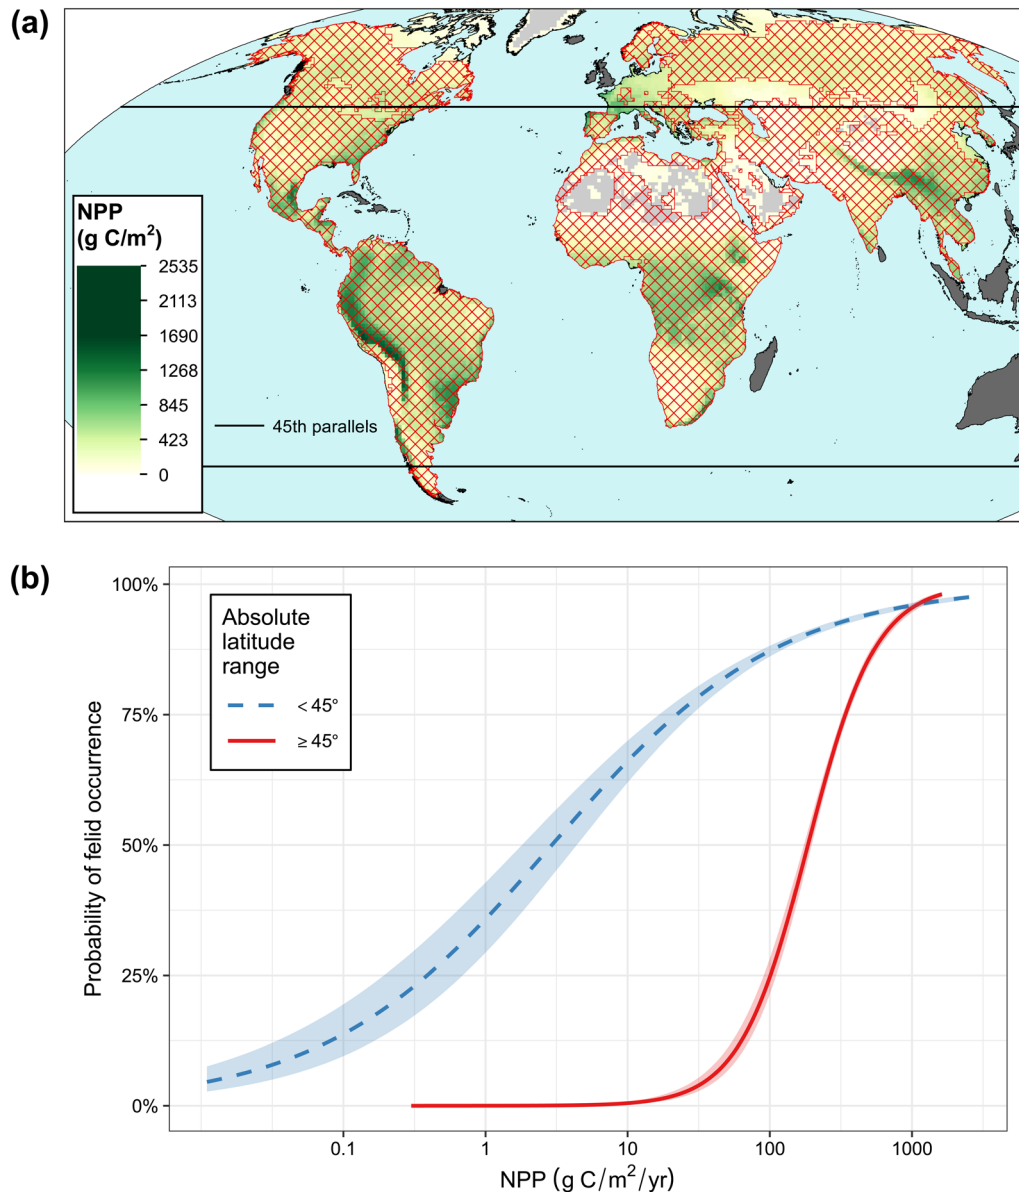 (a)
NPP
(g C/m²)
2535
2113
1690
1268
845
423
0
45th parallels
(b)
Probability of felid occurrence
100%
75%
50%
25%
0%
Absolute
latitude
range
< 45°
≥ 45°
0.1 1 10 100 1000
NPP (g C/m²/yr)